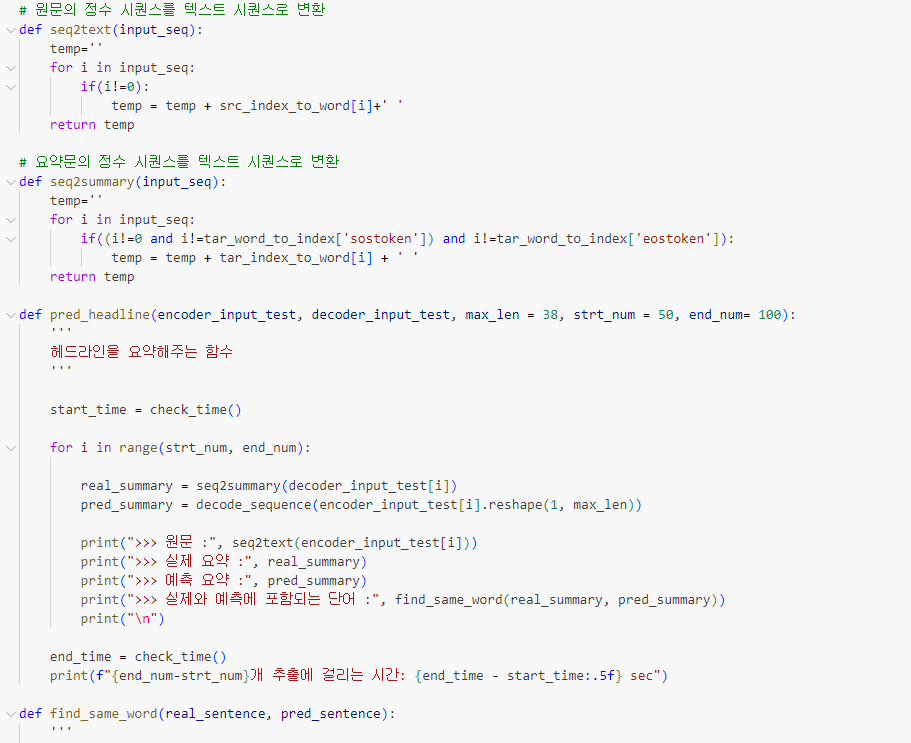 # 원문의 정수 시퀀스를 텍스트 시퀀스로 변환
def seq2text(input_seq):
    temp=''
    for i in input_seq:
        if(i!=0):
            temp = temp + src_index_to_word[i]+' '
    return temp

# 요약문의 정수 시퀀스를 텍스트 시퀀스로 변환
def seq2summary(input_seq):
    temp=''
    for i in input_seq:
        if((i!=0 and i!=tar_word_to_index['sostoken']) and i!=tar_word_to_index['eostoken']):
            temp = temp + tar_index_to_word[i] + ' '
    return temp

def pred_headline(encoder_input_test, decoder_input_test, max_len = 38, strt_num = 50, end_num= 100):
    '''
    헤드라인을 요약해주는 함수
    '''

    start_time = check_time()

    for i in range(strt_num, end_num):

        real_summary = seq2summary(decoder_input_test[i])
        pred_summary = decode_sequence(encoder_input_test[i].reshape(1, max_len))

        print(">>> 원문 :", seq2text(encoder_input_test[i]))
        print(">>> 실제 요약 :", real_summary)
        print(">>> 예측 요약 :", pred_summary)
        print(">>> 실제와 예측에 포함되는 단어 :", find_same_word(real_summary, pred_summary))
        print("\n")

    end_time = check_time()
    print(f"{end_num-strt_num}개 추출에 걸리는 시간: {end_time - start_time:.5f} sec")

def find_same_word(real_sentence, pred_sentence):
    '''